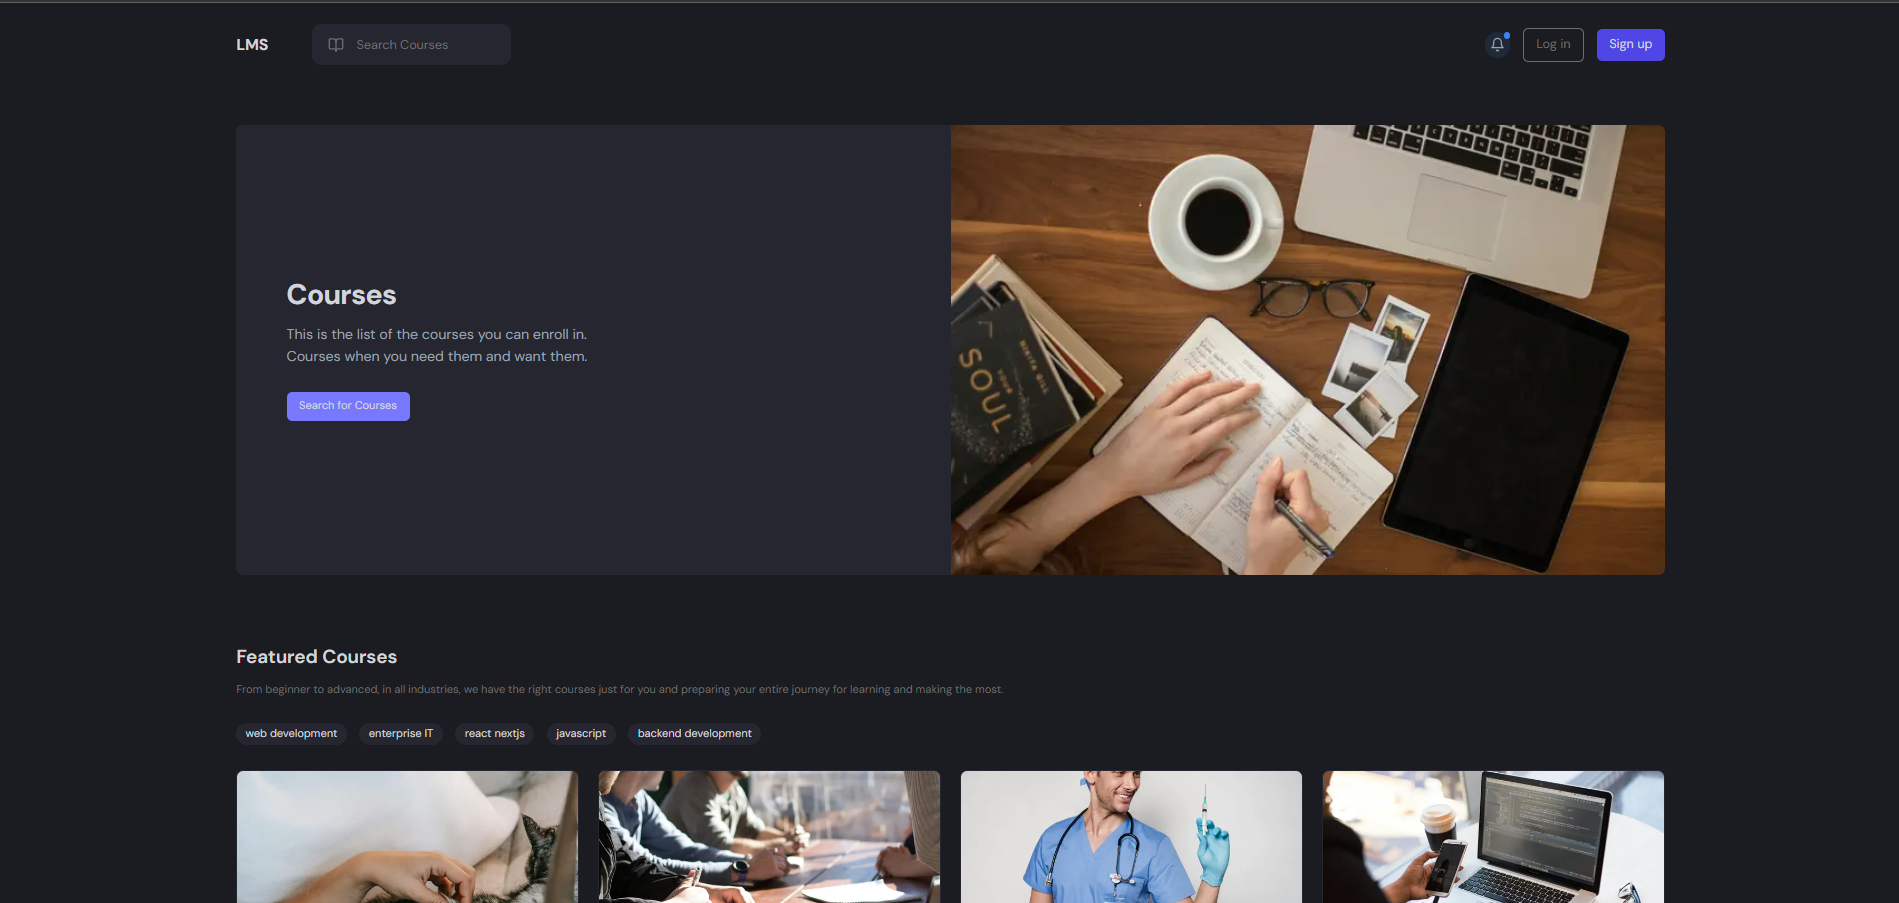 LMS
Search Courses
Log in
Sign up
Courses
This is the list of the courses you can enroll in.
Courses when you need them and want them.
Search for Courses
YOUR
SOUL
NIKITA GILL
Featured Courses
From beginner to advanced, in all industries, we have the right courses just for you and preparing your entire journey for learning and making the most.
web development
enterprise IT
react nextjs
javascript
backend development